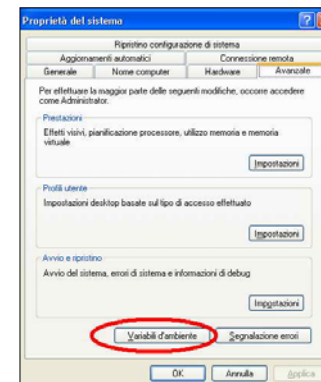 Proprietà del sistema
Ripristino configurazione di sistema
Aggiornamenti automatici
Connessione remota
Generale
Nome computer
Hardware
Avanzate
Per effettuare la maggior parte delle seguenti modifiche, occorre accedere
come Administrator.
Prestazioni
Effetti visivi, pianificazione processore, utilizzo memoria e memoria
virtuale
Impostazioni
Profili utente
Impostazioni desktop basate sul tipo di accesso effettuato
Impostazioni
Avvio e ripristino
Avvio del sistema, errori di sistema e informazioni di debug
Impostazioni
Variabili d'ambiente
Segnalazione errori
OK
Annulla
Applica